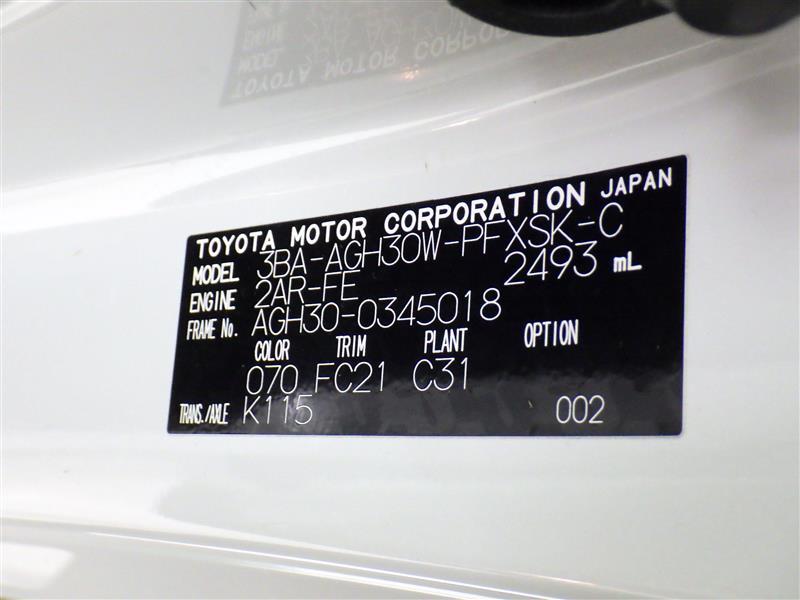 TOYOTA MOTOR CORPORATION JAPAN
MODEL 3BA-AGH30W-PFXSK-C
ENGINE 2AR-FE 2493 mL
FRAME No. AGH30-0345018
COLOR TRIM PLANT OPTION
070 FC21 C31
TRANS./AXLE K115 002